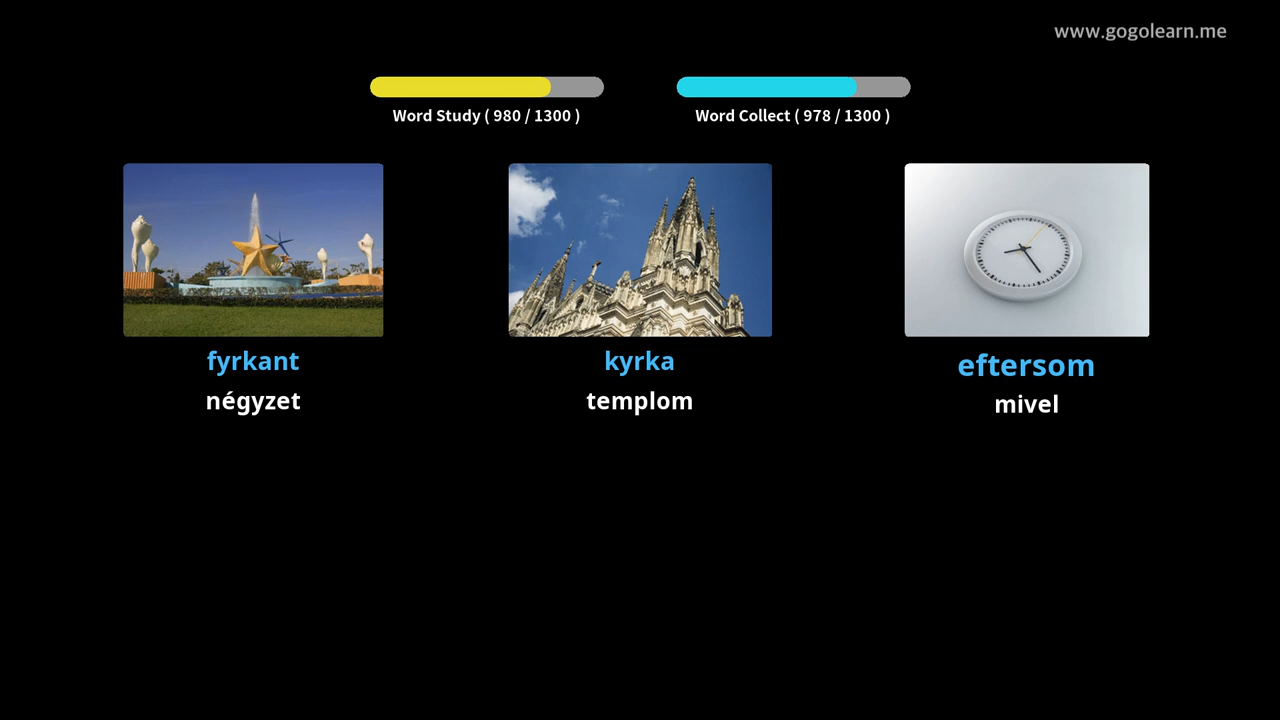 www.gogolearn.me
Word Study ( 980 / 1300 )
Word Collect ( 978 / 1300 )
fyrkant
négyzet
kyrka
templom
eftersom
mivel